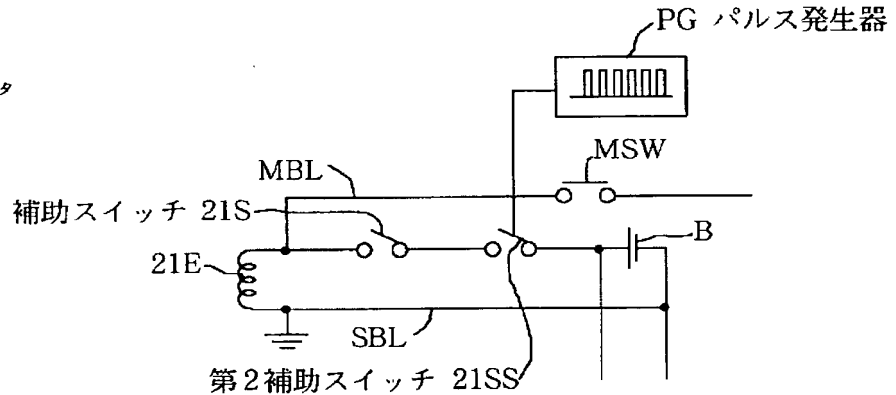 PG パルス発生器
タ
MSW
MBL
補助スイッチ 21S
B
21E
SBL
第2補助スイッチ 21SS